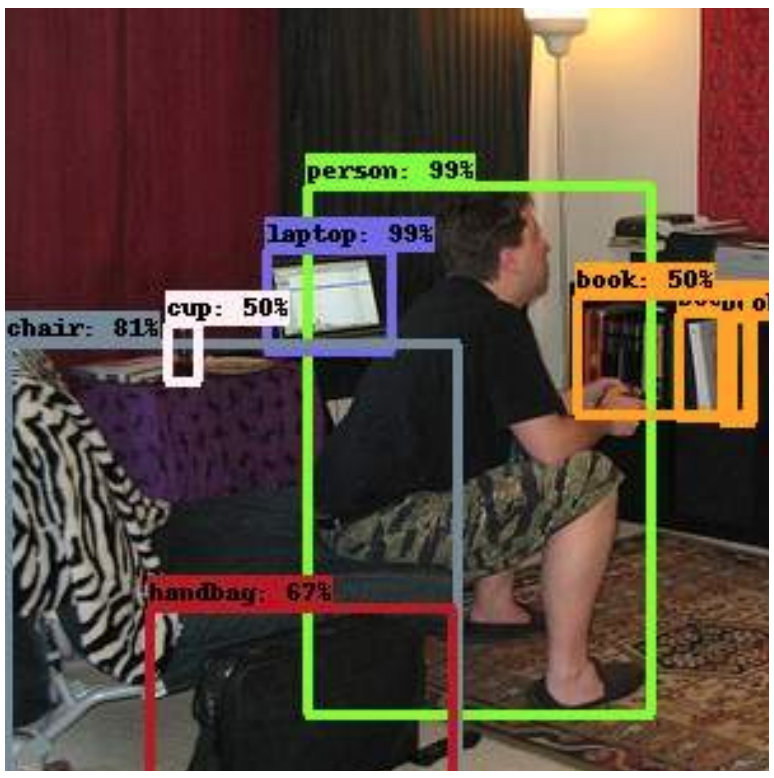 person: 99%
laptop: 99%
book: 50%
cup: 50%
chair: 81%
handbag: 67%